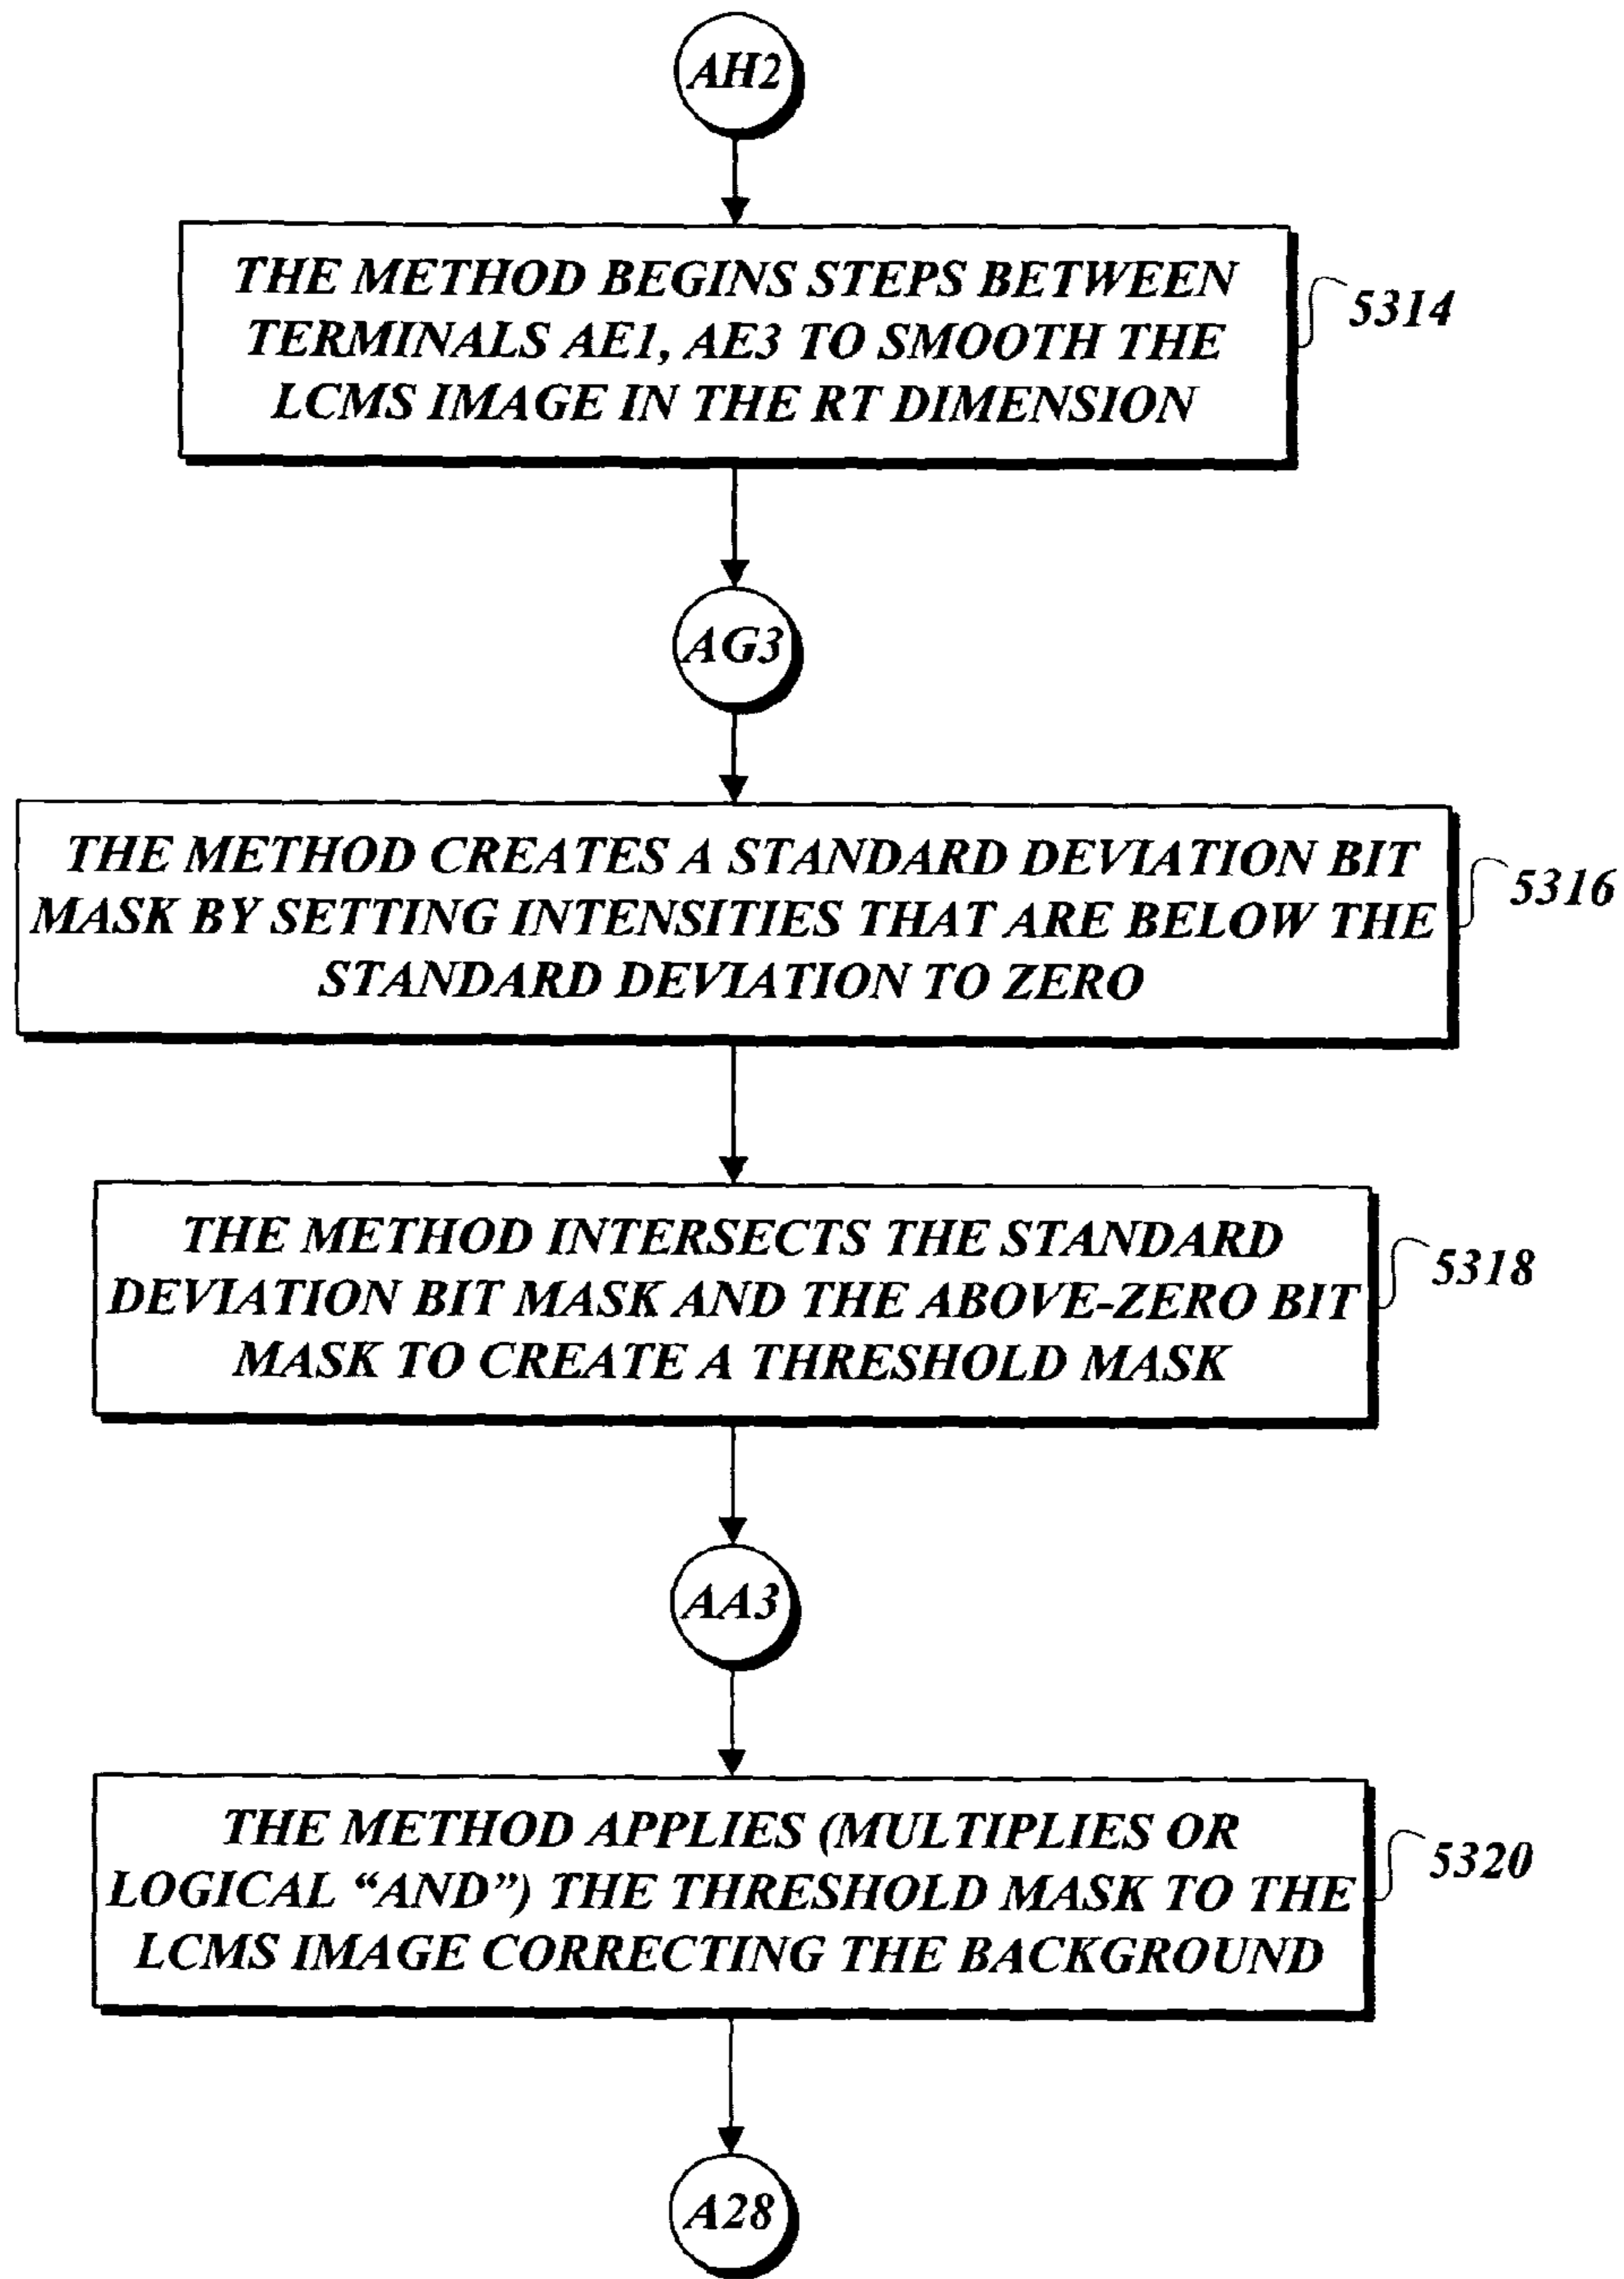 AH2
THE METHOD BEGINS STEPS BETWEEN
TERMINALS AE1, AE3 TO SMOOTH THE
LCMS IMAGE IN THE RT DIMENSION
5314
AG3
THE METHOD CREATES A STANDARD DEVIATION BIT
MASK BY SETTING INTENSITIES THAT ARE BELOW THE
STANDARD DEVIATION TO ZERO
5316
THE METHOD INTERSECTS THE STANDARD
DEVIATION BIT MASK AND THE ABOVE-ZERO BIT
MASK TO CREATE A THRESHOLD MASK
5318
AA3
THE METHOD APPLIES (MULTIPLIES OR
LOGICAL “AND”) THE THRESHOLD MASK TO THE
LCMS IMAGE CORRECTING THE BACKGROUND
5320
A28